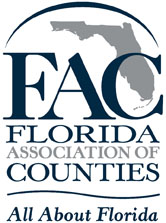 FAC
FLORIDA
ASSOCIATION OF
COUNTIES
All About Florida